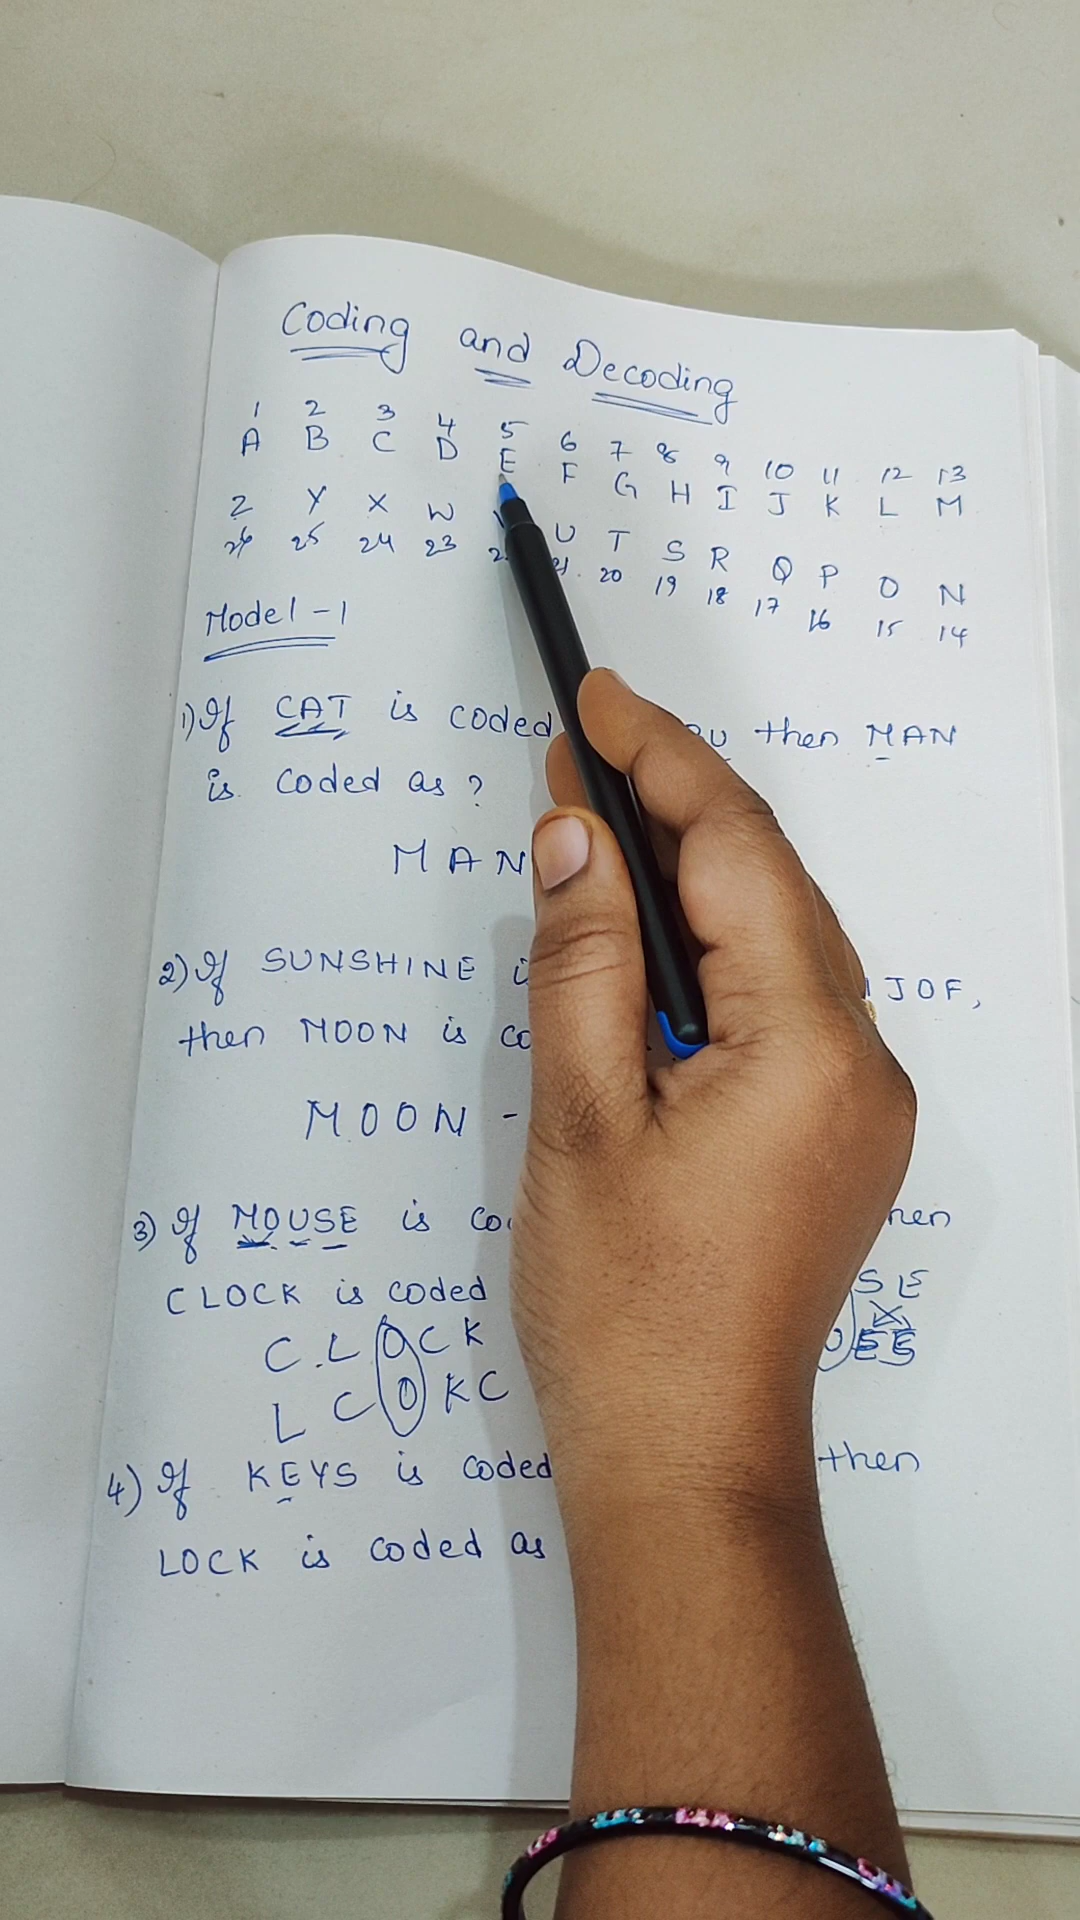 Coding and Decoding
1 2 3 4 5 6 7 8 9 10 11 12 13
A B C D E F G H I J K L M
Z Y X W U T S R Q P O N
26 25 24 23 20 19 18 17 16 15 14
Model - 1
1) If CAT is coded then MAN
is coded as ?
MAN
2) If SUNSHINE JOF,
then MOON is
MOON -
3) If MOUSE is
CLOCK is coded SE
C.LOCK
L C O K C
4) If KEYS is coded then
LOCK is coded as